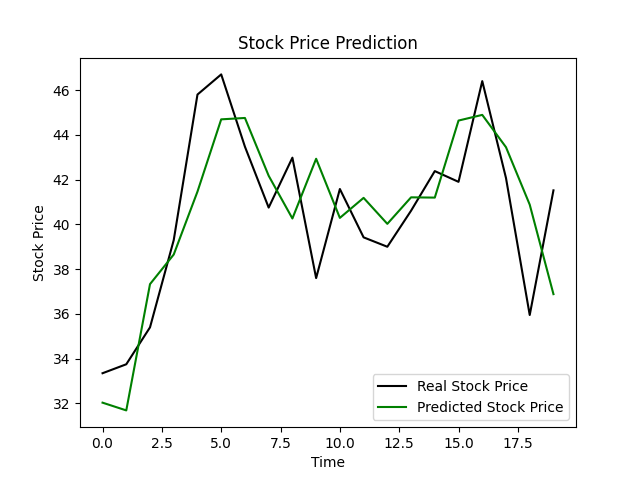 Stock Price Prediction
46
44
42
40
38
36
34
32
Stock Price
0.0 2.5 5.0 7.5 10.0 12.5 15.0 17.5
Time
Real Stock Price
Predicted Stock Price